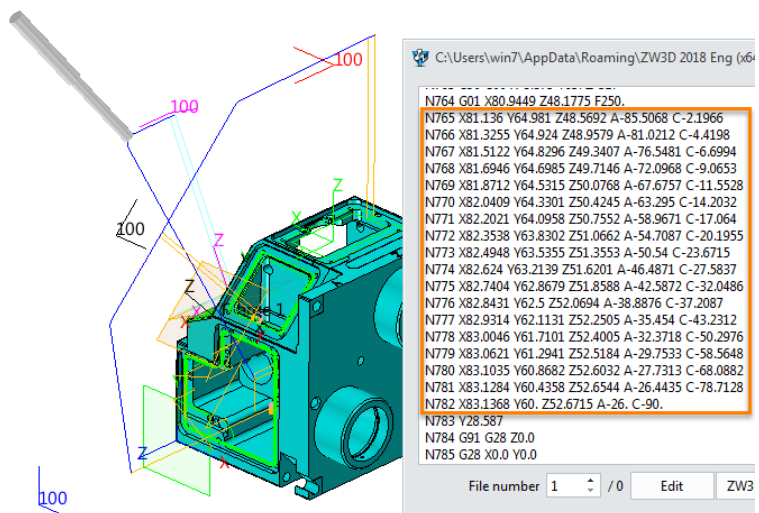 100
100
Z
X
100
Z
Z
X
X
Z
X
100
C:\Users\win7\AppData\Roaming\ZW3D 2018 Eng (x64
N764 G01 X80.9449 Z48.1775 F250.
N765 X81.136 Y64.981 Z48.5692 A-85.5068 C-2.1966
N766 X81.3255 Y64.924 Z48.9579 A-81.0212 C-4.4198
N767 X81.5122 Y64.8296 Z49.3407 A-76.5481 C-6.6994
N768 X81.6946 Y64.6985 Z49.7146 A-72.0968 C-9.0653
N769 X81.8712 Y64.5315 Z50.0768 A-67.6757 C-11.5528
N770 X82.0409 Y64.3301 Z50.4245 A-63.295 C-14.2032
N771 X82.2021 Y64.0958 Z50.7552 A-58.9671 C-17.064
N772 X82.3538 Y63.8302 Z51.0662 A-54.7087 C-20.1955
N773 X82.4948 Y63.5355 Z51.3553 A-50.54 C-23.6715
N774 X82.624 Y63.2139 Z51.6201 A-46.4871 C-27.5837
N775 X82.7404 Y62.8679 Z51.8588 A-42.5872 C-32.0486
N776 X82.8431 Y62.5 Z52.0694 A-38.8876 C-37.2087
N777 X82.9314 Y62.1131 Z52.2505 A-35.454 C-43.2312
N778 X83.0046 Y61.7101 Z52.4005 A-32.3718 C-50.2976
N779 X83.0621 Y61.2941 Z52.5184 A-29.7533 C-58.5648
N780 X83.1035 Y60.8682 Z52.6032 A-27.7313 C-68.0882
N781 X83.1284 Y60.4358 Z52.6544 A-26.4435 C-78.7128
N782 X83.1368 Y60. Z52.6715 A-26. C-90.
N783 Y28.587
N784 G91 G28 Z0.0
N785 G28 X0.0 Y0.0
File number 1 / 0 Edit ZW3